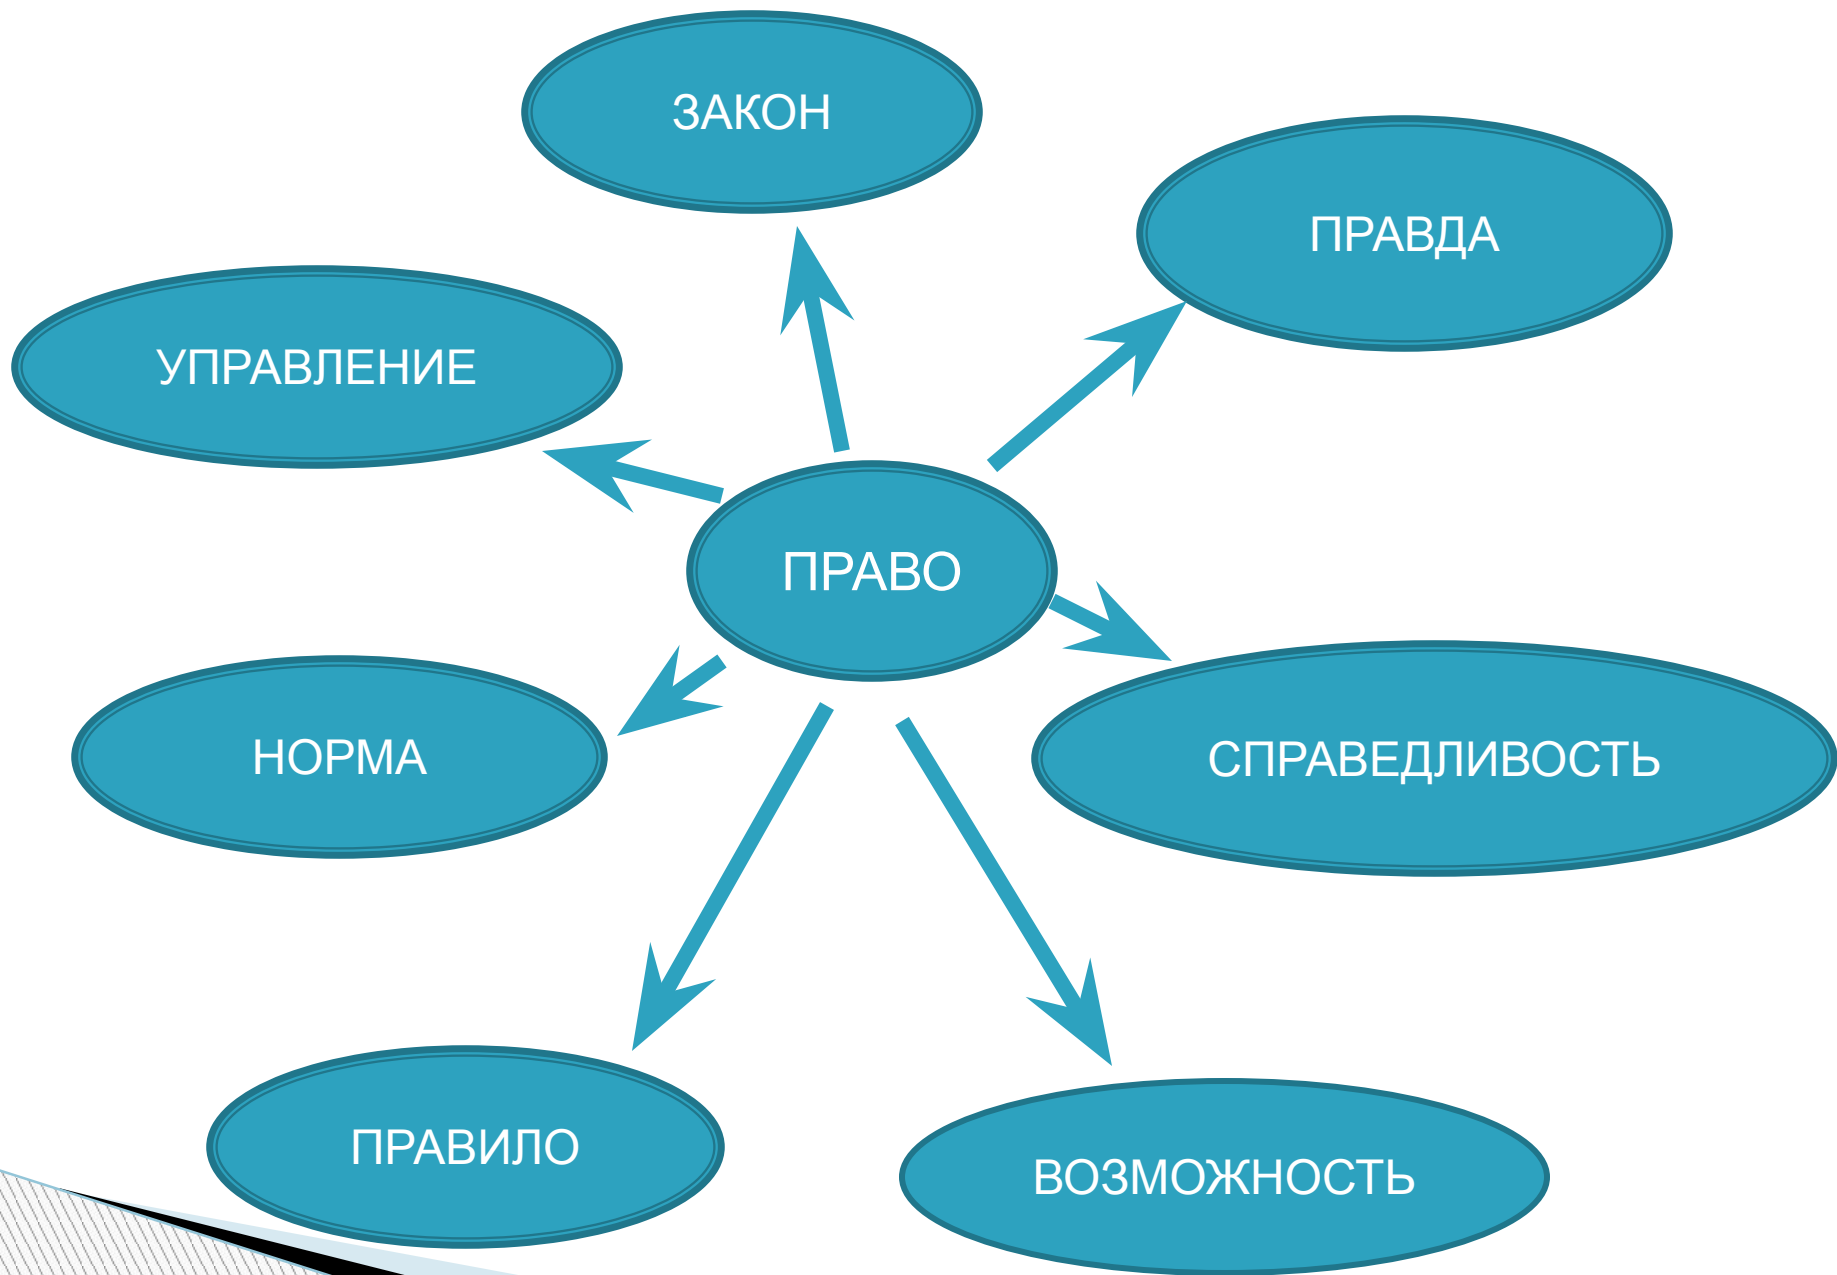 ЗАКОН
ПРАВДА
УПРАВЛЕНИЕ
ПРАВО
НОРМА
СПРАВЕДЛИВОСТЬ
ПРАВИЛО
ВОЗМОЖНОСТЬ